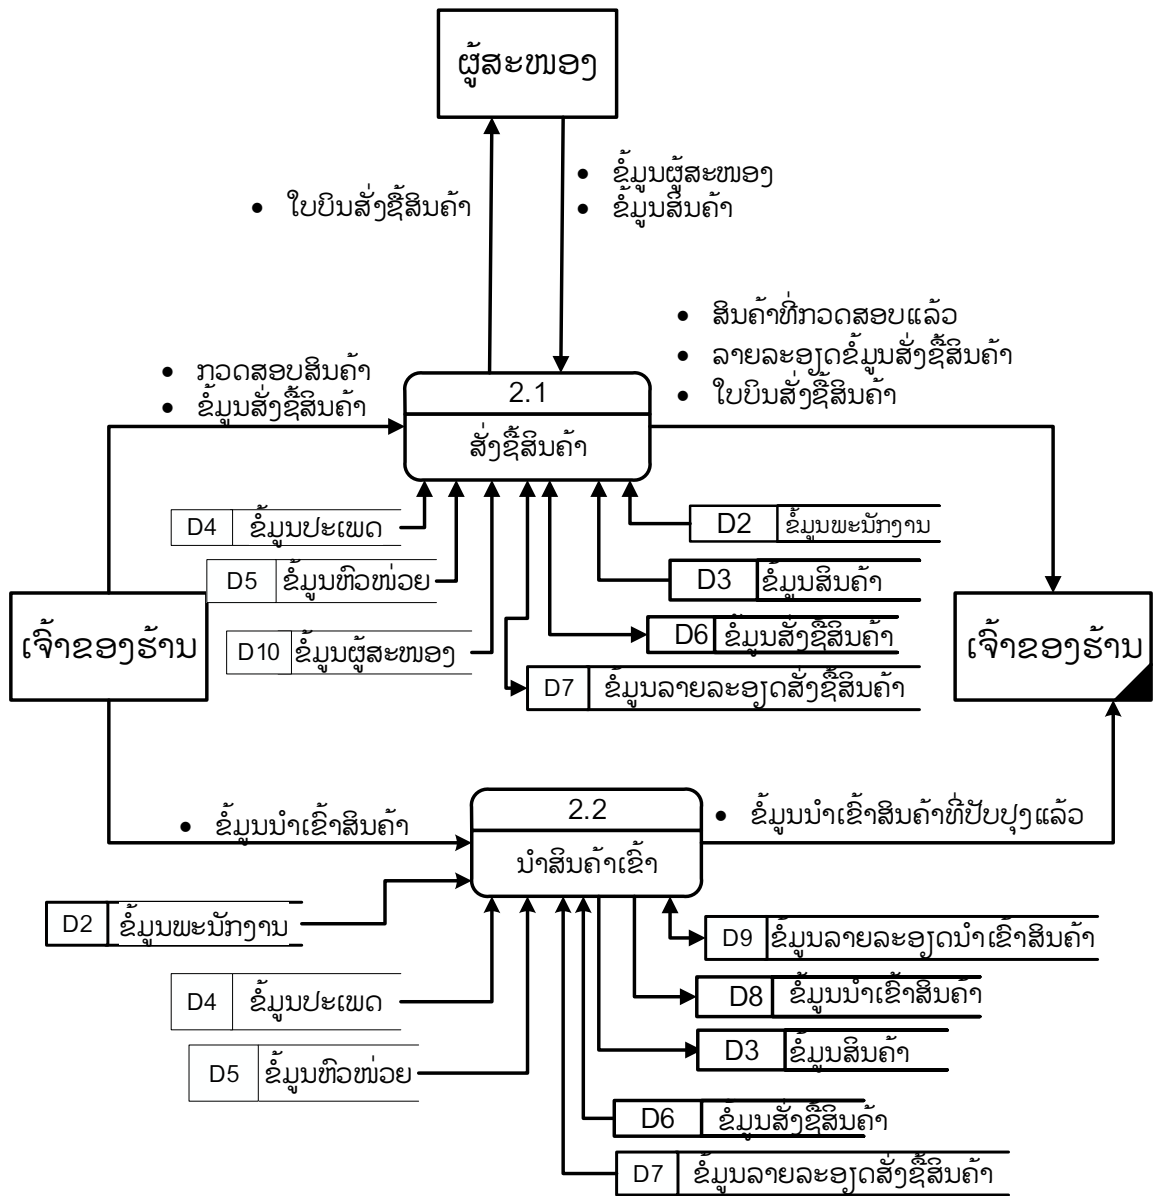 ຜູ້ສະໜອງ
• ໃບບິນສັ່ງຊື້ສິນຄ້າ
• ຂໍ້ມູນຜູ້ສະໜອງ
• ຂໍ້ມູນສິນຄ້າ
• ສິນຄ້າທີ່ກວດສອບແລ້ວ
• ລາຍລະອຽດຂໍ້ມູນສັ່ງຊື້ສິນຄ້າ
• ໃບບິນສັ່ງຊື້ສິນຄ້າ
• ກວດສອບສິນຄ້າ
• ຂໍ້ມູນສັ່ງຊື້ສິນຄ້າ
2.1
ສັ່ງຊື້ສິນຄ້າ
D4 ຂໍ້ມູນປະເພດ
D2 ຂໍ້ມູນພະນັກງານ
D5 ຂໍ້ມູນຫົວໜ່ວຍ
D3 ຂໍ້ມູນສິນຄ້າ
D10 ຂໍ້ມູນຜູ້ສະໜອງ
D6 ຂໍ້ມູນສັ່ງຊື້ສິນຄ້າ
D7 ຂໍ້ມູນລາຍລະອຽດສັ່ງຊື້ສິນຄ້າ
ເຈົ້າຂອງຮ້ານ
ເຈົ້າຂອງຮ້ານ
• ຂໍ້ມູນນຳເຂົ້າສິນຄ້າ
2.2
ນຳສິນຄ້າເຂົ້າ
• ຂໍ້ມູນນຳເຂົ້າສິນຄ້າທີ່ປັບປຸງແລ້ວ
D2 ຂໍ້ມູນພະນັກງານ
D9 ຂໍ້ມູນລາຍລະອຽດນຳເຂົ້າສິນຄ້າ
D4 ຂໍ້ມູນປະເພດ
D8 ຂໍ້ມູນນຳເຂົ້າສິນຄ້າ
D5 ຂໍ້ມູນຫົວໜ່ວຍ
D3 ຂໍ້ມູນສິນຄ້າ
D6 ຂໍ້ມູນສັ່ງຊື້ສິນຄ້າ
D7 ຂໍ້ມູນລາຍລະອຽດສັ່ງຊື້ສິນຄ້າ